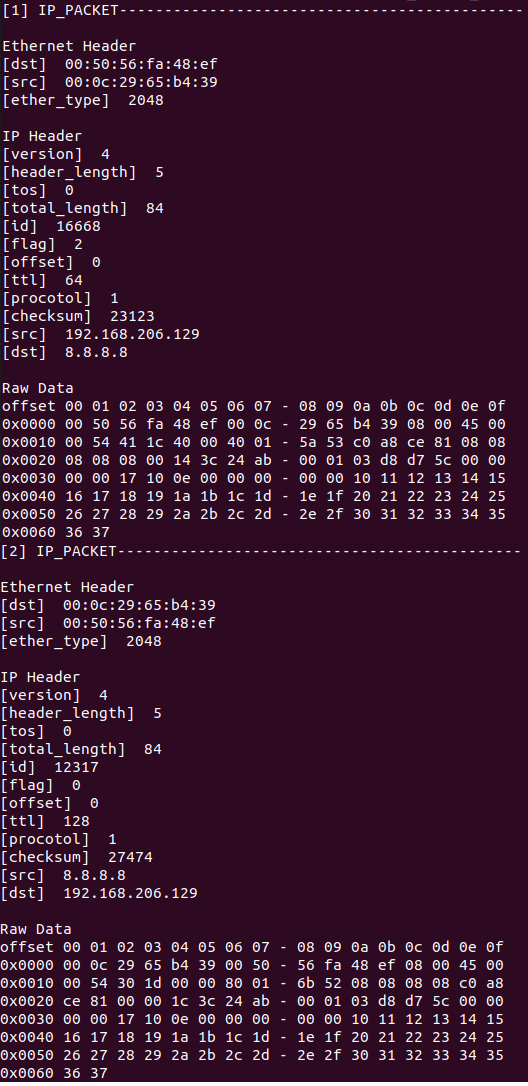 [1] IP_PACKET---------------------------------------------
Ethernet Header
[dst]  00:50:56:fa:48:ef
[src]  00:0c:29:65:b4:39
[ether_type]  2048
IP Header
[version]  4
[header_length]  5
[tos]  0
[total_length]  84
[id]  16668
[flag]  2
[offset]  0
[ttl]  64
[procotol]  1
[checksum]  23123
[src]  192.168.206.129
[dst]  8.8.8.8
Raw Data
offset 00 01 02 03 04 05 06 07 - 08 09 0a 0b 0c 0d 0e 0f
0x0000 00 50 56 fa 48 ef 00 0c - 29 65 b4 39 08 00 45 00
0x0010 00 54 41 1c 40 00 40 01 - 5a 53 c0 a8 ce 81 08 08
0x0020 08 08 08 00 14 3c 24 ab - 00 01 03 d8 d7 5c 00 00
0x0030 00 00 17 10 0e 00 00 00 - 00 00 10 11 12 13 14 15
0x0040 16 17 18 19 1a 1b 1c 1d - 1e 1f 20 21 22 23 24 25
0x0050 26 27 28 29 2a 2b 2c 2d - 2e 2f 30 31 32 33 34 35
0x0060 36 37
[2] IP_PACKET---------------------------------------------
Ethernet Header
[dst]  00:0c:29:65:b4:39
[src]  00:50:56:fa:48:ef
[ether_type]  2048
IP Header
[version]  4
[header_length]  5
[tos]  0
[total_length]  84
[id]  12317
[flag]  0
[offset]  0
[ttl]  128
[procotol]  1
[checksum]  27474
[src]  8.8.8.8
[dst]  192.168.206.129
Raw Data
offset 00 01 02 03 04 05 06 07 - 08 09 0a 0b 0c 0d 0e 0f
0x0000 00 0c 29 65 b4 39 00 50 - 56 fa 48 ef 08 00 45 00
0x0010 00 54 30 1d 00 00 80 01 - 6b 52 08 08 08 08 c0 a8
0x0020 ce 81 00 00 1c 3c 24 ab - 00 01 03 d8 d7 5c 00 00
0x0030 00 00 17 10 0e 00 00 00 - 00 00 10 11 12 13 14 15
0x0040 16 17 18 19 1a 1b 1c 1d - 1e 1f 20 21 22 23 24 25
0x0050 26 27 28 29 2a 2b 2c 2d - 2e 2f 30 31 32 33 34 35
0x0060 36 37